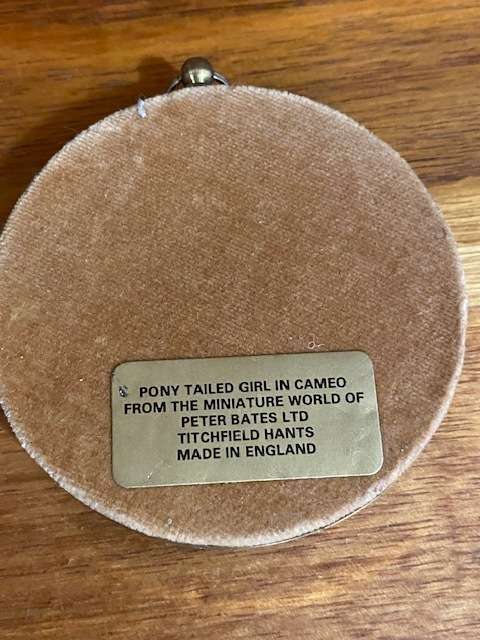 PONY TAILED GIRL IN CAMEO
FROM THE MINIATURE WORLD OF
PETER BATES LTD
TITCHFIELD HANTS
MADE IN ENGLAND